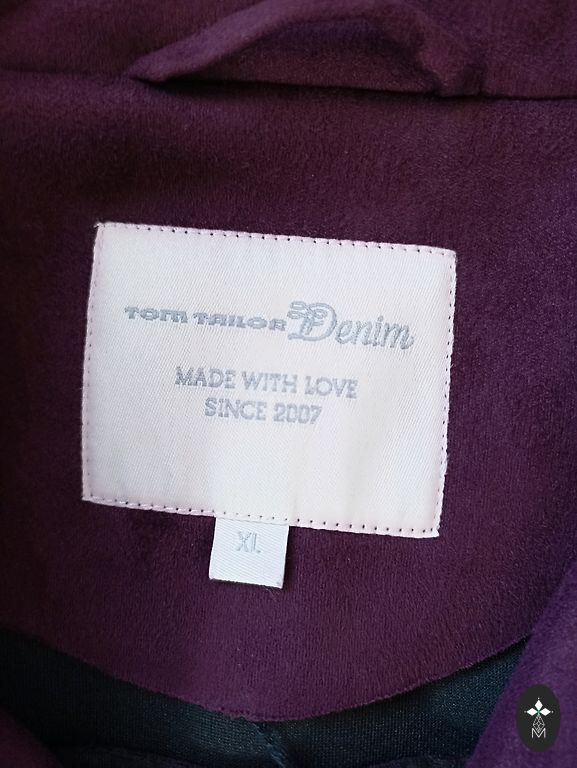 TOM TAILOR Denim
MADE WITH LOVE
SINCE 2007
XL